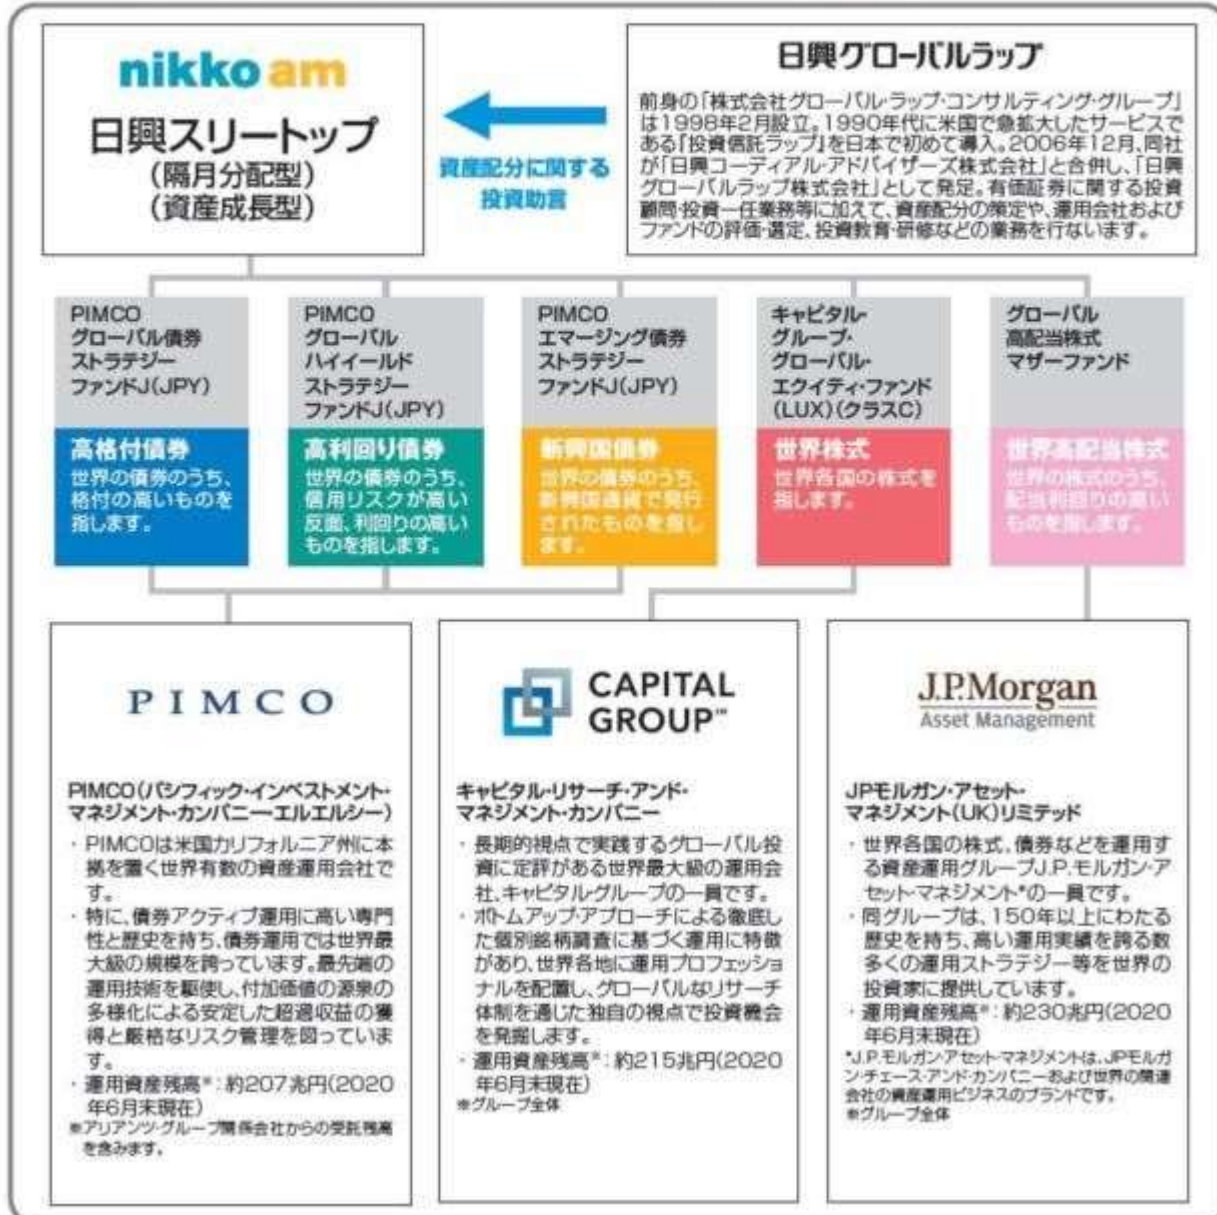 nikko am
日興スリートップ
(隔月分配型)
(資産成長型)
資産配分に関する
投資助言
日興グローバルラップ
前身の「株式会社グローバル・ラップ・コンサルティング・グループ」
は1998年2月設立。1990年代に米国で急拡大したサービスで
ある「投資信託ラップ」を日本で初めて導入。2006年12月、同社
が「日興コーディアル・アドバイザーズ株式会社」と合併し、「日興
グローバルラップ株式会社」として発足。有価証券に関する投資
顧問・投資一任業務等に加えて、資産配分の策定や、運用会社および
ファンドの評価・選定、投資教育・研修などの業務を行ないます。
PIMCO
グローバル債券
ストラテジー
ファンドJ(JPY)
高格付債券
世界の債券のうち、
格付の高いものを
指します。
PIMCO
グローバル
ハイイールド
ストラテジー
ファンドJ(JPY)
高利回り債券
世界の債券のうち、
信用リスクが高い
反面、利回りの高い
ものを指します。
PIMCO
エマージング債券
ストラテジー
ファンドJ(JPY)
新興国債券
世界の債券のうち、
新興国通貨で発行
されたものを指し
ます。
キャピタル・
グループ・
グローバル・
エクイティ・ファンド
(LUX)(クラスC)
世界株式
世界各国の株式を
指します。
グローバル
高配当株式
マザーファンド
世界高配当株式
世界の株式のうち、
配当利回りの高い
ものを指します。
PIMCO
PIMCO(パシフィック・インベストメント・
マネジメント・カンパニー・エルエルシー)
・PIMCOは米国カリフォルニア州に本
拠を置く世界有数の資産運用会社で
す。
・特に、債券アクティブ運用に高い専門
性と歴史を持ち、債券運用では世界最
大級の規模を誇っています。最先端の
運用技術を駆使し、付加価値の源泉の
多様化による安定した超過収益の獲
得と厳格なリスク管理を図っていま
す。
・運用資産残高※：約207兆円(2020
年6月末現在)
※アリアンツ・グループ関係会社からの受託残高
を含みます。
CAPITAL
GROUP℠
キャピタル・リサーチ・アンド・
マネジメント・カンパニー
・長期的視点で実践するグローバル投
資に定評がある世界最大級の運用会
社、キャピタル・グループの一員です。
・ボトムアップ・アプローチによる徹底し
た個別銘柄調査に基づく運用に特徴
があり、世界各地に運用プロフェッショ
ナルを配置し、グローバルなリサーチ
体制を通じた独自の視点で投資機会
を発掘します。
・運用資産残高※：約215兆円(2020
年6月末現在)
※グループ全体
J.P.Morgan
Asset Management
JPモルガン・アセット・
マネジメント(UK)リミテッド
・世界各国の株式、債券などを運用す
る資産運用グループJ.P.モルガン・ア
セット・マネジメント*の一員です。
・同グループは、150年以上にわたる
歴史を持ち、高い運用実績を誇る数
多くの運用ストラテジー等を世界の
投資家に提供しています。
・運用資産残高※：約230兆円(2020
年6月末現在)
*J.P.モルガン・アセット・マネジメントは、JPモルガ
ン・チェース・アンド・カンパニーおよび世界の関連
会社の資産運用ビジネスのブランドです。
※グループ全体